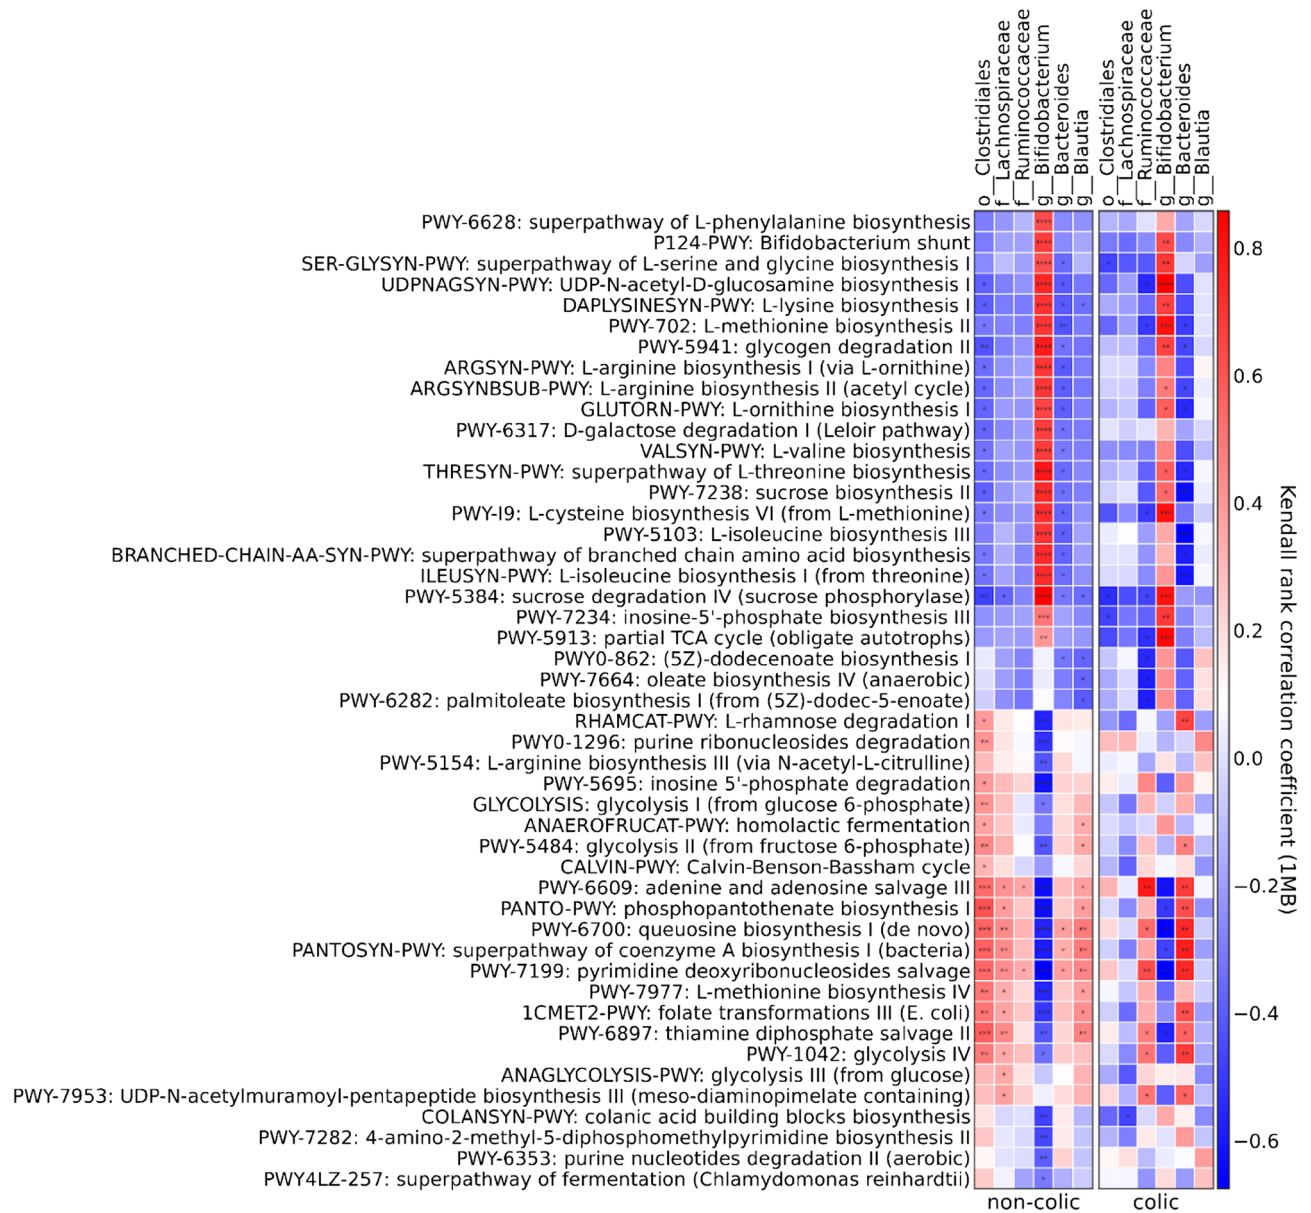 o__Clostridiales
f__Lachnospiraceae
f__Ruminococcaceae
g__Bifidobacterium
g__Bacteroides
g__Blautia
o__Clostridiales
f__Lachnospiraceae
f__Ruminococcaceae
g__Bifidobacterium
g__Bacteroides
g__Blautia
PWY-6628: superpathway of L-phenylalanine biosynthesis
P124-PWY: Bifidobacterium shunt
SER-GLYSYN-PWY: superpathway of L-serine and glycine biosynthesis I
UDPNAGSYN-PWY: UDP-N-acetyl-D-glucosamine biosynthesis I
DAPLYSINESYN-PWY: L-lysine biosynthesis I
PWY-702: L-methionine biosynthesis II
PWY-5941: glycogen degradation II
ARGSYN-PWY: L-arginine biosynthesis I (via L-ornithine)
ARGSYNBSUB-PWY: L-arginine biosynthesis II (acetyl cycle)
GLUTORN-PWY: L-ornithine biosynthesis I
PWY-6317: D-galactose degradation I (Leloir pathway)
VALSYN-PWY: L-valine biosynthesis
THRESYN-PWY: superpathway of L-threonine biosynthesis
PWY-7238: sucrose biosynthesis II
PWY-I9: L-cysteine biosynthesis VI (from L-methionine)
PWY-5103: L-isoleucine biosynthesis III
BRANCHED-CHAIN-AA-SYN-PWY: superpathway of branched chain amino acid biosynthesis
ILEUSYN-PWY: L-isoleucine biosynthesis I (from threonine)
PWY-5384: sucrose degradation IV (sucrose phosphorylase)
PWY-7234: inosine-5'-phosphate biosynthesis III
PWY-5913: partial TCA cycle (obligate autotrophs)
PWY0-862: (5Z)-dodecenoate biosynthesis I
PWY-7664: oleate biosynthesis IV (anaerobic)
PWY-6282: palmitoleate biosynthesis I (from (5Z)-dodec-5-enoate)
RHAMCAT-PWY: L-rhamnose degradation I
PWY0-1296: purine ribonucleosides degradation
PWY-5154: L-arginine biosynthesis III (via N-acetyl-L-citrulline)
PWY-5695: inosine 5'-phosphate degradation
GLYCOLYSIS: glycolysis I (from glucose 6-phosphate)
ANAEROFRUCAT-PWY: homolactic fermentation
PWY-5484: glycolysis II (from fructose 6-phosphate)
CALVIN-PWY: Calvin-Benson-Bassham cycle
PWY-6609: adenine and adenosine salvage III
PANTO-PWY: phosphopantothenate biosynthesis I
PWY-6700: queuosine biosynthesis I (de novo)
PANTOSYN-PWY: superpathway of coenzyme A biosynthesis I (bacteria)
PWY-7199: pyrimidine deoxyribonucleosides salvage
PWY-7977: L-methionine biosynthesis IV
1CMET2-PWY: folate transformations III (E. coli)
PWY-6897: thiamine diphosphate salvage II
PWY-1042: glycolysis IV
ANAGLYCOLYSIS-PWY: glycolysis III (from glucose)
PWY-7953: UDP-N-acetylmuramoyl-pentapeptide biosynthesis III (meso-diaminopimelate containing)
COLANSYN-PWY: colanic acid building blocks biosynthesis
PWY-7282: 4-amino-2-methyl-5-diphosphomethylpyrimidine biosynthesis II
PWY-6353: purine nucleotides degradation II (aerobic)
PWY4LZ-257: superpathway of fermentation (Chlamydomonas reinhardtii)
non-colic
colic
0.8
0.6
0.4
0.2
0.0
−0.2
−0.4
−0.6
Kendall rank correlation coefficient (1MB)